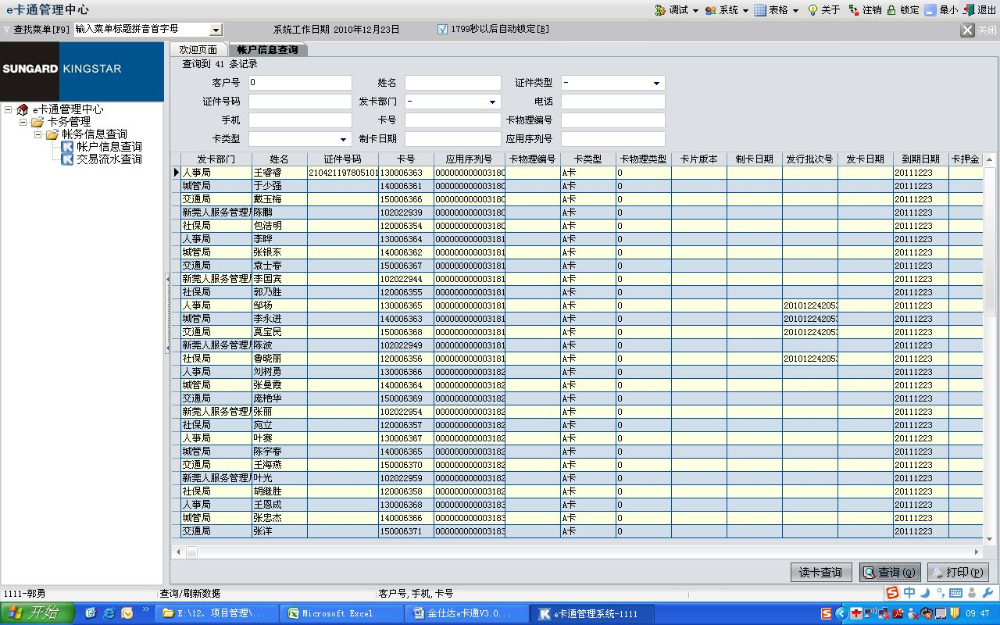 e卡通管理中心 调试 系统 表格 关于 注销 锁定 最小 退出
查找菜单[F9] 输入菜单标题拼音首字母 系统工作日期 2010年12月23日 1799秒以后自动锁定[B] 关闭
SUNGARD KINGSTAR
e卡通管理中心
卡务管理
帐务信息查询
帐户信息查询
交易流水查询
欢迎页面 帐户信息查询
查询到 41 条记录
客户号 0 姓名 证件类型 -
证件号码 发卡部门 - 电话
手机 卡号 卡物理编号
卡类型 制卡日期 应用序列号
发卡部门 姓名 证件号码 卡号 应用序列号 卡物理编号 卡类型 卡物理类型 卡片版本 制卡日期 发行批次号 发卡日期 到期日期 卡押金
人事局 王睿睿 210421197805101 130006363 000000000003180 A卡 0 20111223
城管局 于少强 140006361 000000000003180 A卡 0 20111223
交通局 戴玉梅 150006366 000000000003180 A卡 0 20111223
新莞人服务管理 陈鹏 102022939 000000000003180 A卡 0 20111223
社保局 包浩明 120006354 000000000003180 A卡 0 20111223
人事局 李晔 130006364 000000000003181 A卡 0 20111223
城管局 张银东 140006362 000000000003181 A卡 0 20111223
交通局 袁士春 150006367 000000000003181 A卡 0 20111223
新莞人服务管理 李国宾 102022944 000000000003181 A卡 0 20111223
社保局 郭乃胜 120006355 000000000003181 A卡 0 20111223
人事局 邹杨 130006365 000000000003181 A卡 0 201012242053 20111223
城管局 李永进 140006363 000000000003181 A卡 0 201012242053 20111223
交通局 莫宝民 150006368 000000000003181 A卡 0 201012242053 20111223
新莞人服务管理 陈波 102022949 000000000003181 A卡 0 20111223
社保局 鲁晓丽 120006356 000000000003181 A卡 0 201012242053 20111223
人事局 刘树勇 130006366 000000000003182 A卡 0 20111223
城管局 张曼霞 140006364 000000000003182 A卡 0 20111223
交通局 庞艳华 150006369 000000000003182 A卡 0 20111223
新莞人服务管理 张丽 102022954 000000000003182 A卡 0 20111223
社保局 宛立 120006357 000000000003182 A卡 0 20111223
人事局 叶赛 130006367 000000000003182 A卡 0 20111223
城管局 陈宇春 140006365 000000000003182 A卡 0 20111223
交通局 王海燕 150006370 000000000003182 A卡 0 20111223
新莞人服务管理 叶光 102022959 000000000003182 A卡 0 20111223
社保局 胡继胜 120006358 000000000003182 A卡 0 20111223
人事局 王恩成 130006368 000000000003183 A卡 0 20111223
城管局 张忠杰 140006366 000000000003183 A卡 0 20111223
交通局 张洋 150006371 000000000003183 A卡 0 20111223
读卡查询 查询(Q) 打印(P)
1111-郭勇 查询/刷新数据 客户号,手机,卡号 中
开始 E:\12、项目管理\... Microsoft Excel ... 金仕达e卡通V3.0... e卡通管理系统-1111 09:47